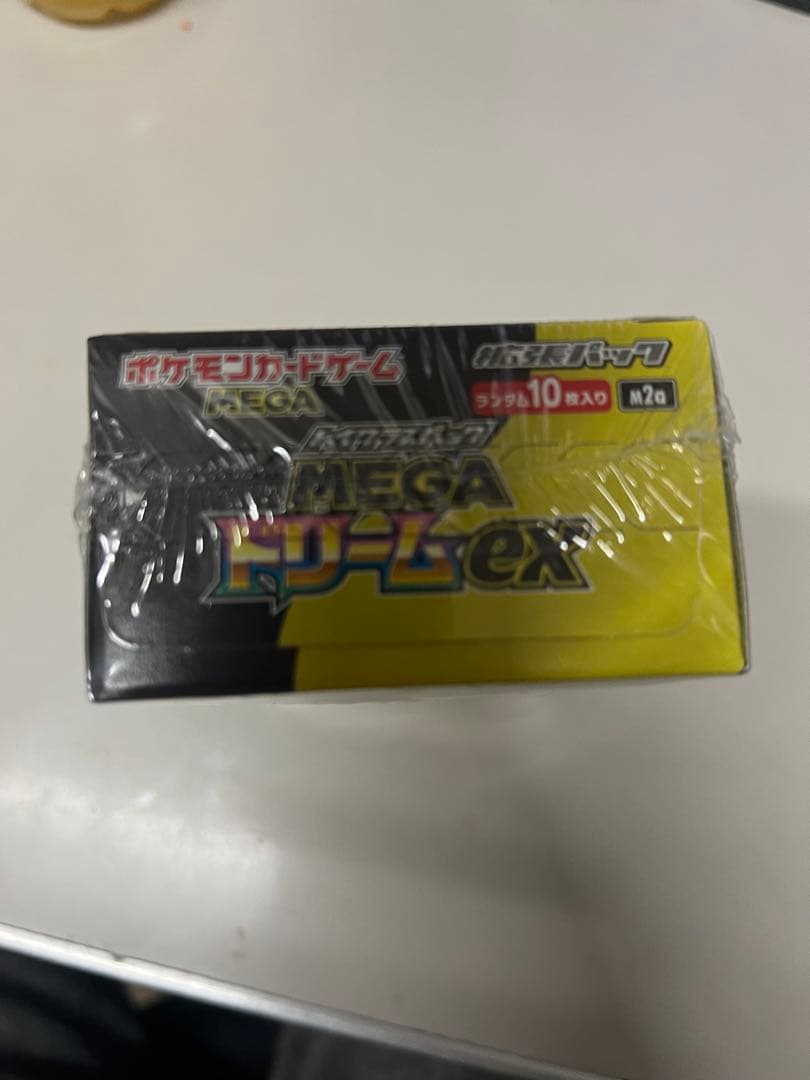 ポケモンカードゲーム
MEGA
拡張パック
ランダム10枚入り
M2a
ハイクラスパック
MEGA
ドリームex